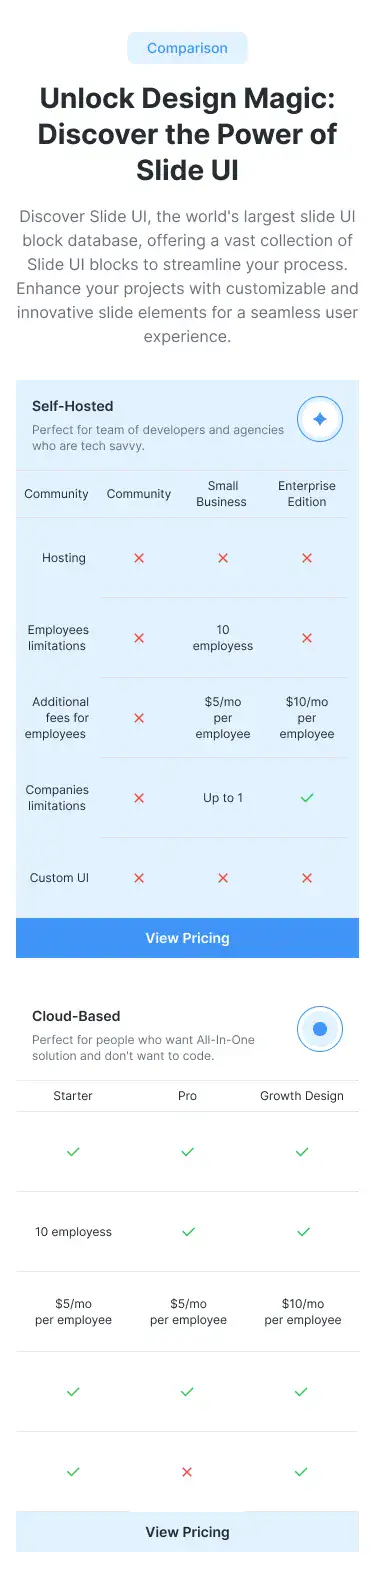 Comparison
Unlock Design Magic:
Discover the Power of
Slide UI
Discover Slide UI, the world's largest slide UI
block database, offering a vast collection of
Slide UI blocks to streamline your process.
Enhance your projects with customizable and
innovative slide elements for a seamless user
experience.
Self-Hosted
Perfect for team of developers and agencies
who are tech savvy.
Community Community Small Business Enterprise Edition
Hosting
Employees limitations 10 employess
Additional fees for employees $5/mo per employee $10/mo per employee
Companies limitations Up to 1
Custom UI
View Pricing
Cloud-Based
Perfect for people who want All-In-One
solution and don't want to code.
Starter Pro Growth Design
10 employess
$5/mo per employee $5/mo per employee $10/mo per employee
View Pricing